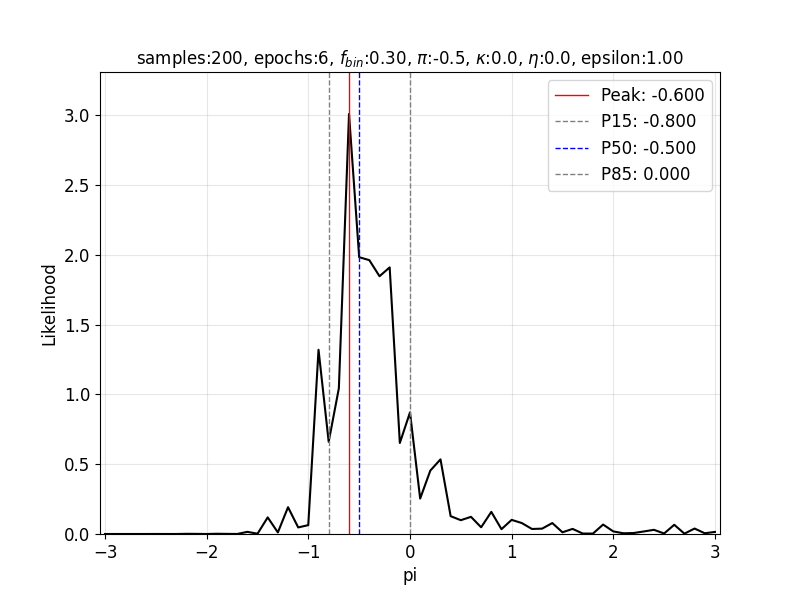 samples:200, epochs:6, f_bin:0.30, π:-0.5, κ:0.0, η:0.0, epsilon:1.00
Peak: -0.600
P15: -0.800
P50: -0.500
P85: 0.000
Likelihood
3.0
2.5
2.0
1.5
1.0
0.5
0.0
−3 −2 −1 0 1 2 3
pi